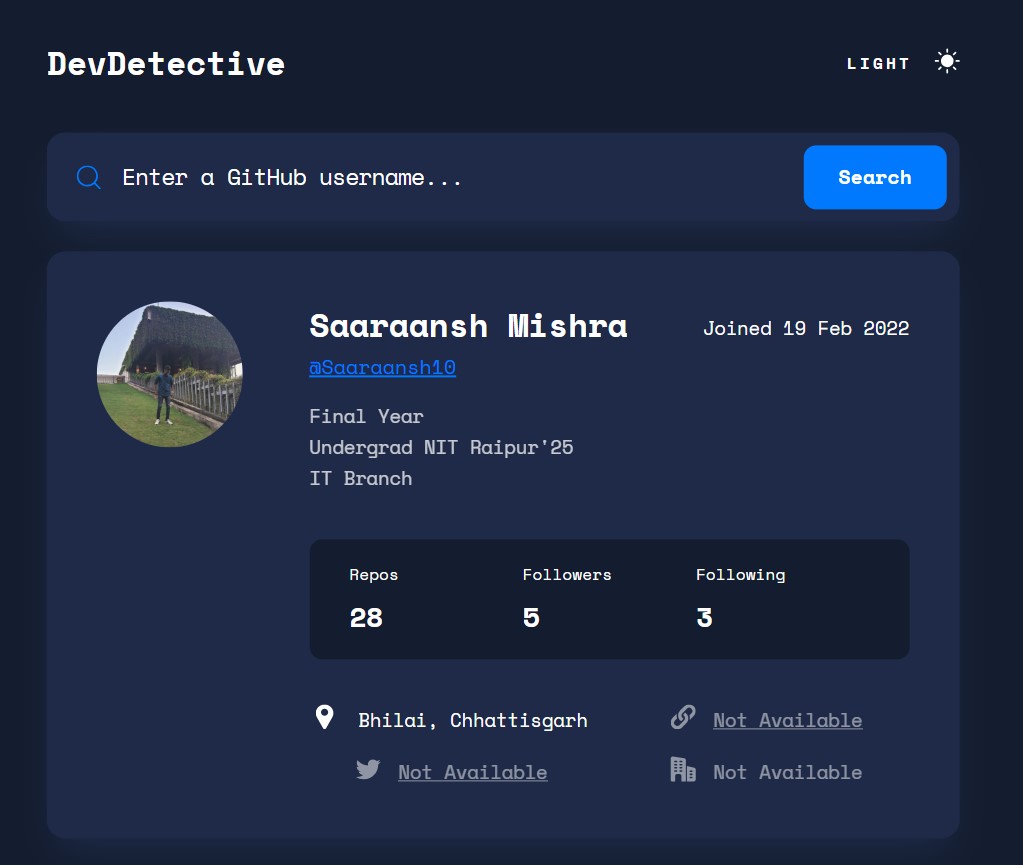 DevDetective
LIGHT
Enter a GitHub username...
Search
Saaraansh Mishra
Joined 19 Feb 2022
@Saaraansh10
Final Year
Undergrad NIT Raipur'25
IT Branch
Repos Followers Following
28 5 3
Bhilai, Chhattisgarh
Not Available
Not Available
Not Available